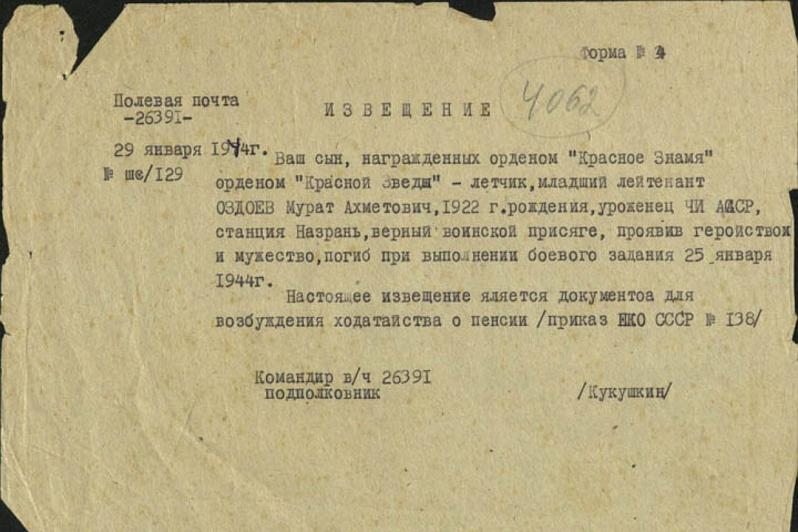 Форма № 4
4062
Полевая почта
-26391-
ИЗВЕЩЕНИЕ
29 января 1944г.
№ шс/129
Ваш сын, награжденных орденом "Красное Знамя"
орденом "Красной Зведы" - летчик, младший лейтенант
ОЗДОЕВ Мурат Ахметович, 1922 г.рождения, уроженец ЧИ АССР,
станция Назрань, верный воинской присяге, проявив геройством
и мужество, погиб при выполнении боевого задания 25 января
1944г.
Настоящее извещение яляется документоа для
возбуждения ходатайства о пенсии /приказ НКО СССР № 138/
Командир в/ч 26391
подполковник /Кукушкин/